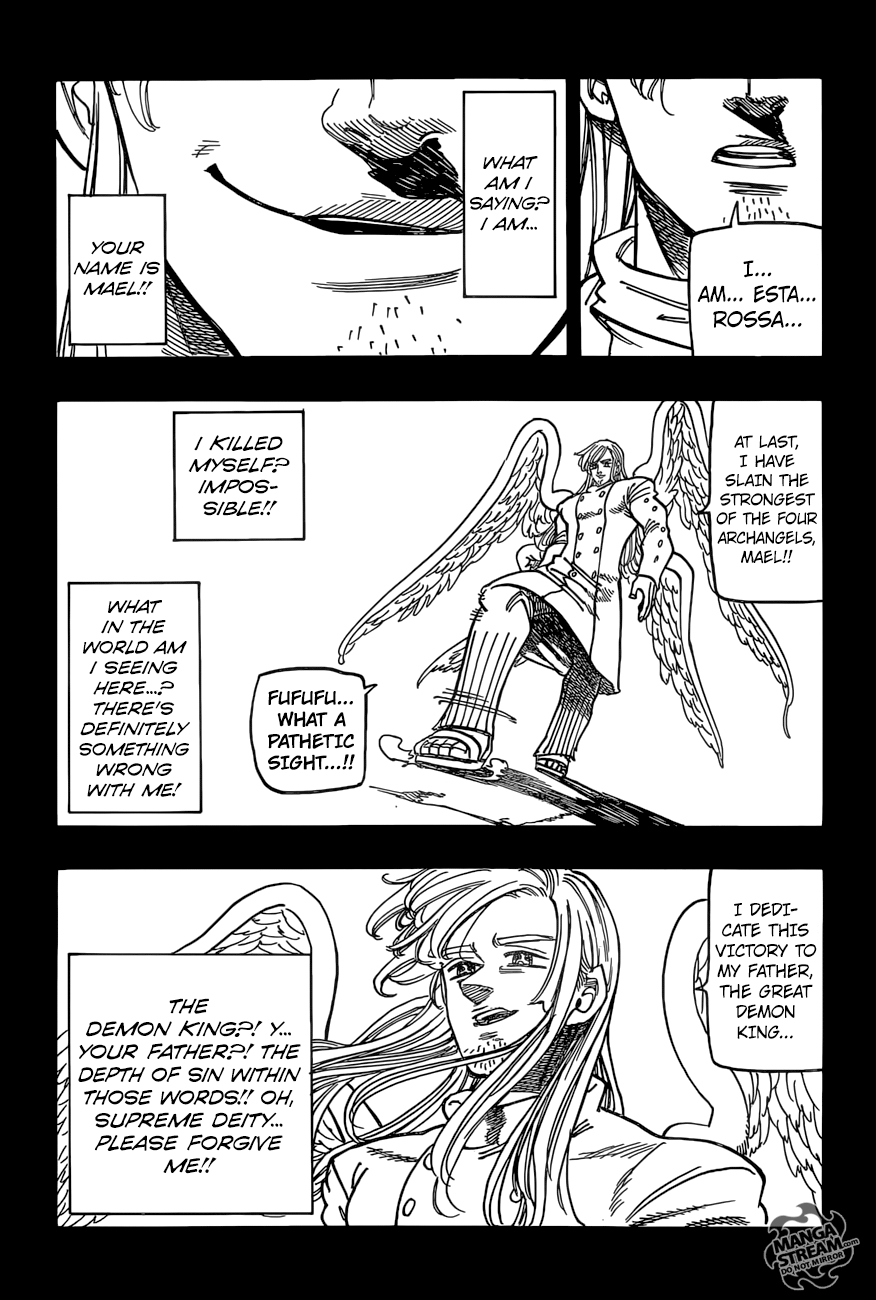 I...
AM... ESTA...
ROSSA...
WHAT
AM I
SAYING?
I AM...
YOUR
NAME IS
MAEL!!
AT LAST,
I HAVE
SLAIN THE
STRONGEST
OF THE FOUR
ARCHANGELS,
MAEL!!
I KILLED
MYSELF?
IMPOS-
SIBLE!!
FUFUFU...
WHAT A
PATHETIC
SIGHT...!!
WHAT
IN THE
WORLD AM
I SEEING
HERE...?
THERE'S
DEFINITELY
SOMETHING
WRONG
WITH ME!
I DEDI-
CATE THIS
VICTORY TO
MY FATHER,
THE GREAT
DEMON
KING...
THE
DEMON KING?! Y...
YOUR FATHER?! THE
DEPTH OF SIN WITHIN
THOSE WORDS!! OH,
SUPREME DEITY...
PLEASE FORGIVE
ME!!
MANGA
STREAM.com
DO NOT MIRROR